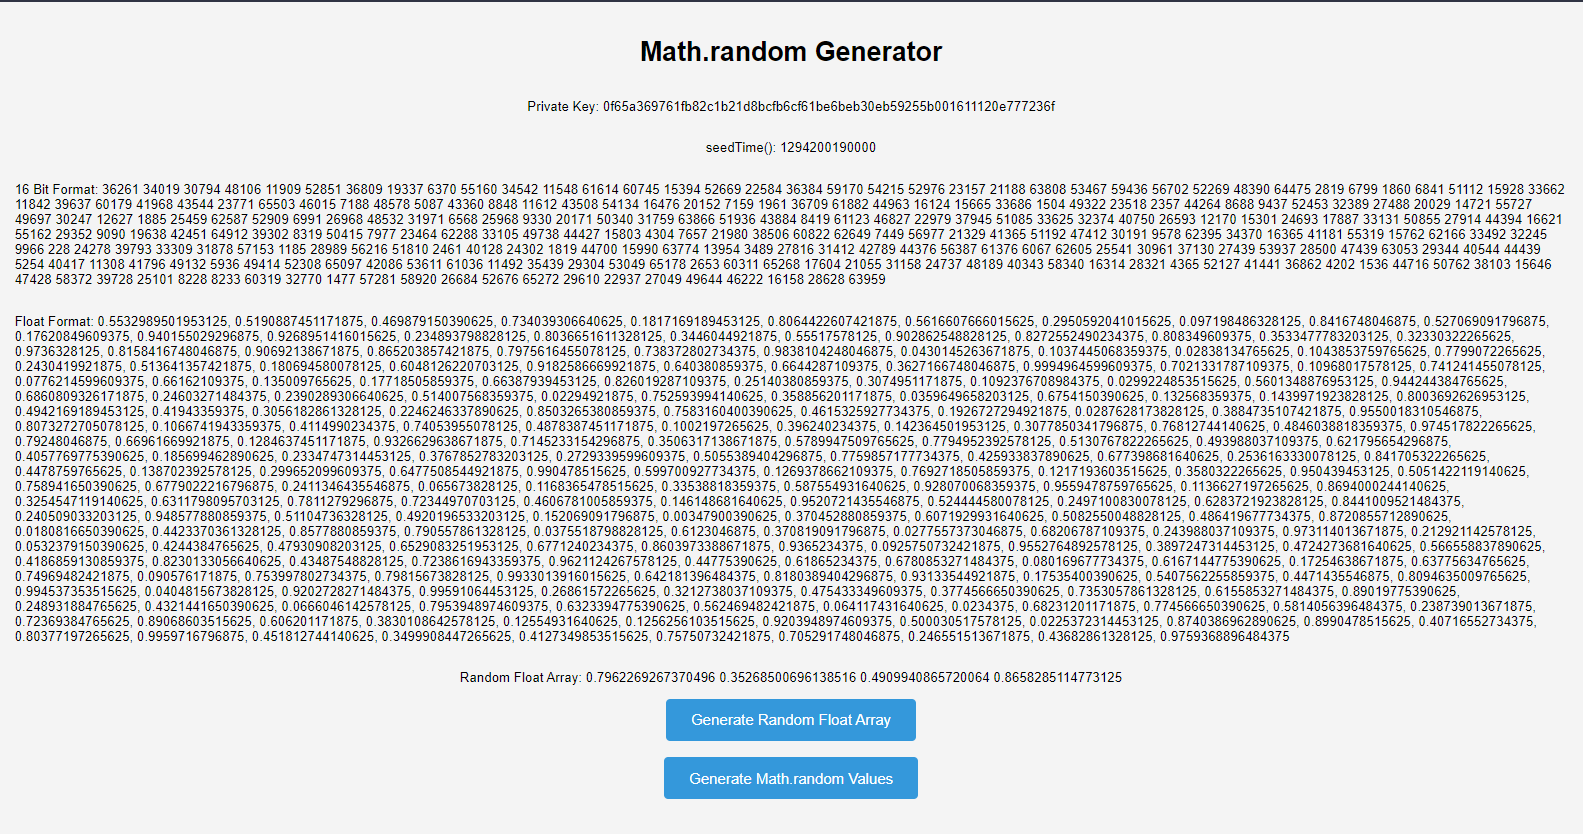 Math.random Generator
Private Key: 0f65a369761fb82c1b21d8bcfb6cf61be6beb30eb59255b001611120e777236f
seedTime(): 1294200190000
16 Bit Format: 36261 34019 30794 48106 11909 52851 36809 19337 6370 55160 34542 11548 61614 60745 15394 52669 22584 36384 59170 54215 52976 23157 21188 63808 53467 59436 56702 52269 48390 64475 2819 6799 1860 6841 51112 15928 33662
11842 39637 60179 41968 43544 23771 65503 46015 7188 48578 5087 43360 8848 11612 43508 54134 16476 20152 7159 1961 36709 61882 44963 16124 15665 33686 1504 49322 23518 2357 44264 8688 9437 52453 32389 27488 20029 14721 55727
49697 30247 12627 1885 25459 62587 52909 6991 26968 48532 31971 6568 25968 9330 20171 50340 31759 63866 51936 43884 8419 61123 46827 22979 37945 51085 33625 32374 40750 26593 12170 15301 24693 17887 33131 50855 27914 44394 16621
55162 29352 9090 19638 42451 64912 39302 8319 50415 7977 23464 62288 33105 49738 44427 15803 4304 7657 21980 38506 60822 62649 7449 56977 21329 41365 51192 47412 30191 9578 62395 34370 16365 41181 55319 15762 62166 33492 32245
9966 228 24278 39793 33309 31878 57153 1185 28989 56216 51810 2461 40128 24302 1819 44700 15990 63774 13954 3489 27816 31412 42789 44376 56387 61376 6067 62605 25541 30961 37130 27439 53937 28500 47439 63053 29344 40544 44439
5254 40417 11308 41796 49132 5936 49414 52308 65097 42086 53611 61036 11492 35439 29304 53049 65178 2653 60311 65268 17604 21055 31158 24737 48189 40343 58340 16314 28321 4365 52127 41441 36862 4202 1536 44716 50762 38103 15646
47428 58372 39728 25101 8228 8233 60319 32770 1477 57281 58920 26684 52676 65272 29610 22937 27049 49644 46222 16158 28628 63959
Float Format: 0.5532989501953125, 0.5190887451171875, 0.469879150390625, 0.734039306640625, 0.1817169189453125, 0.8064422607421875, 0.5616607666015625, 0.2950592041015625, 0.097198486328125, 0.8416748046875, 0.527069091796875,
0.17620849609375, 0.940155029296875, 0.9268951416015625, 0.234893798828125, 0.8036651611328125, 0.3446044921875, 0.55517578125, 0.902862548828125, 0.8272552490234375, 0.808349609375, 0.3533477783203125, 0.32330322265625,
0.9736328125, 0.8158416748046875, 0.90692138671875, 0.865203857421875, 0.7975616455078125, 0.738372802734375, 0.9838104248046875, 0.0430145263671875, 0.1037445068359375, 0.02838134765625, 0.1043853759765625, 0.7799072265625,
0.2430419921875, 0.513641357421875, 0.180694580078125, 0.6048126220703125, 0.9182586669921875, 0.640380859375, 0.6644287109375, 0.3627166748046875, 0.9994964599609375, 0.7021331787109375, 0.10968017578125, 0.741241455078125,
0.0776214599609375, 0.66162109375, 0.135009765625, 0.17718505859375, 0.66387939453125, 0.826019287109375, 0.25140380859375, 0.3074951171875, 0.1092376708984375, 0.0299224853515625, 0.5601348876953125, 0.944244384765625,
0.6860809326171875, 0.24603271484375, 0.2390289306640625, 0.514007568359375, 0.02294921875, 0.752593994140625, 0.358856201171875, 0.0359649658203125, 0.6754150390625, 0.132568359375, 0.1439971923828125, 0.8003692626953125,
0.4942169189453125, 0.41943359375, 0.3056182861328125, 0.2246246337890625, 0.8503265380859375, 0.7583160400390625, 0.4615325927734375, 0.1926727294921875, 0.0287628173828125, 0.3884735107421875, 0.9550018310546875,
0.8073272705078125, 0.1066741943359375, 0.4114990234375, 0.74053955078125, 0.4878387451171875, 0.1002197265625, 0.396240234375, 0.142364501953125, 0.3077850341796875, 0.76812744140625, 0.4846038818359375, 0.974517822265625,
0.79248046875, 0.66961669921875, 0.1284637451171875, 0.9326629638671875, 0.7145233154296875, 0.3506317138671875, 0.5789947509765625, 0.7794952392578125, 0.5130767822265625, 0.493988037109375, 0.621795654296875,
0.4057769775390625, 0.185699462890625, 0.2334747314453125, 0.3767852783203125, 0.2729339599609375, 0.5055389404296875, 0.7759857177734375, 0.425933837890625, 0.677398681640625, 0.2536163330078125, 0.841705322265625,
0.4478759765625, 0.138702392578125, 0.299652099609375, 0.6477508544921875, 0.990478515625, 0.599700927734375, 0.1269378662109375, 0.7692718505859375, 0.1217193603515625, 0.3580322265625, 0.950439453125, 0.5051422119140625,
0.758941650390625, 0.6779022216796875, 0.2411346435546875, 0.065673828125, 0.1168365478515625, 0.33538818359375, 0.587554931640625, 0.928070068359375, 0.9559478759765625, 0.1136627197265625, 0.8694000244140625,
0.3254547119140625, 0.6311798095703125, 0.7811279296875, 0.72344970703125, 0.4606781005859375, 0.146148681640625, 0.9520721435546875, 0.524444580078125, 0.2497100830078125, 0.6283721923828125, 0.8441009521484375,
0.240509033203125, 0.948577880859375, 0.51104736328125, 0.4920196533203125, 0.152069091796875, 0.00347900390625, 0.370452880859375, 0.6071929931640625, 0.5082550048828125, 0.486419677734375, 0.8720855712890625,
0.0180816650390625, 0.4423370361328125, 0.8577880859375, 0.790557861328125, 0.0375518798828125, 0.6123046875, 0.370819091796875, 0.0277557373046875, 0.68206787109375, 0.243988037109375, 0.973114013671875, 0.212921142578125,
0.0532379150390625, 0.4244384765625, 0.47930908203125, 0.6529083251953125, 0.6771240234375, 0.8603973388671875, 0.9365234375, 0.0925750732421875, 0.9552764892578125, 0.3897247314453125, 0.4724273681640625, 0.566558837890625,
0.4186859130859375, 0.8230133056640625, 0.43487548828125, 0.7238616943359375, 0.9621124267578125, 0.44775390625, 0.61865234375, 0.6780853271484375, 0.080169677734375, 0.6167144775390625, 0.17254638671875, 0.63775634765625,
0.74969482421875, 0.090576171875, 0.753997802734375, 0.79815673828125, 0.9933013916015625, 0.642181396484375, 0.8180389404296875, 0.93133544921875, 0.17535400390625, 0.5407562255859375, 0.4471435546875, 0.8094635009765625,
0.994537353515625, 0.0404815673828125, 0.9202728271484375, 0.99591064453125, 0.26861572265625, 0.3212738037109375, 0.475433349609375, 0.3774566650390625, 0.7353057861328125, 0.6155853271484375, 0.89019775390625,
0.248931884765625, 0.4321441650390625, 0.0666046142578125, 0.7953948974609375, 0.6323394775390625, 0.562469482421875, 0.064117431640625, 0.0234375, 0.68231201171875, 0.774566650390625, 0.5814056396484375, 0.238739013671875,
0.72369384765625, 0.89068603515625, 0.606201171875, 0.3830108642578125, 0.12554931640625, 0.1256256103515625, 0.9203948974609375, 0.500030517578125, 0.0225372314453125, 0.8740386962890625, 0.8990478515625, 0.40716552734375,
0.80377197265625, 0.9959716796875, 0.451812744140625, 0.3499908447265625, 0.4127349853515625, 0.75750732421875, 0.705291748046875, 0.246551513671875, 0.43682861328125, 0.9759368896484375
Random Float Array: 0.7962269267370496 0.35268500696138516 0.4909940865720064 0.8658285114773125
Generate Random Float Array
Generate Math.random Values